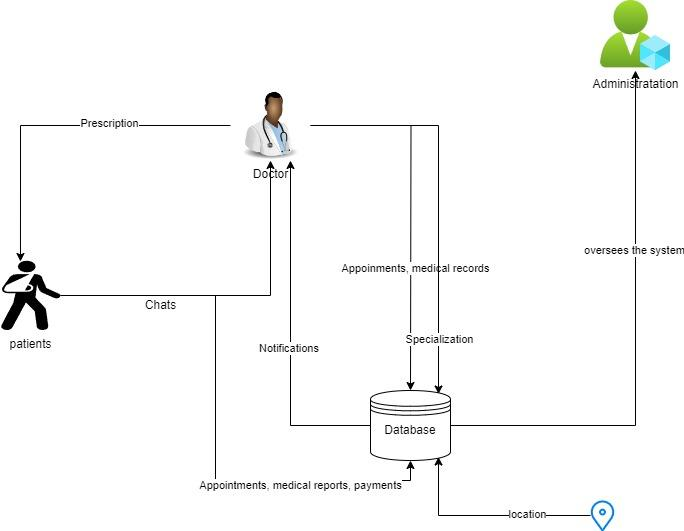 Administratation
Prescription
Doctor
oversees the system
Appoinments, medical records
Chats
Specialization
patients
Notifications
Database
Appointments, medical reports, payments
location